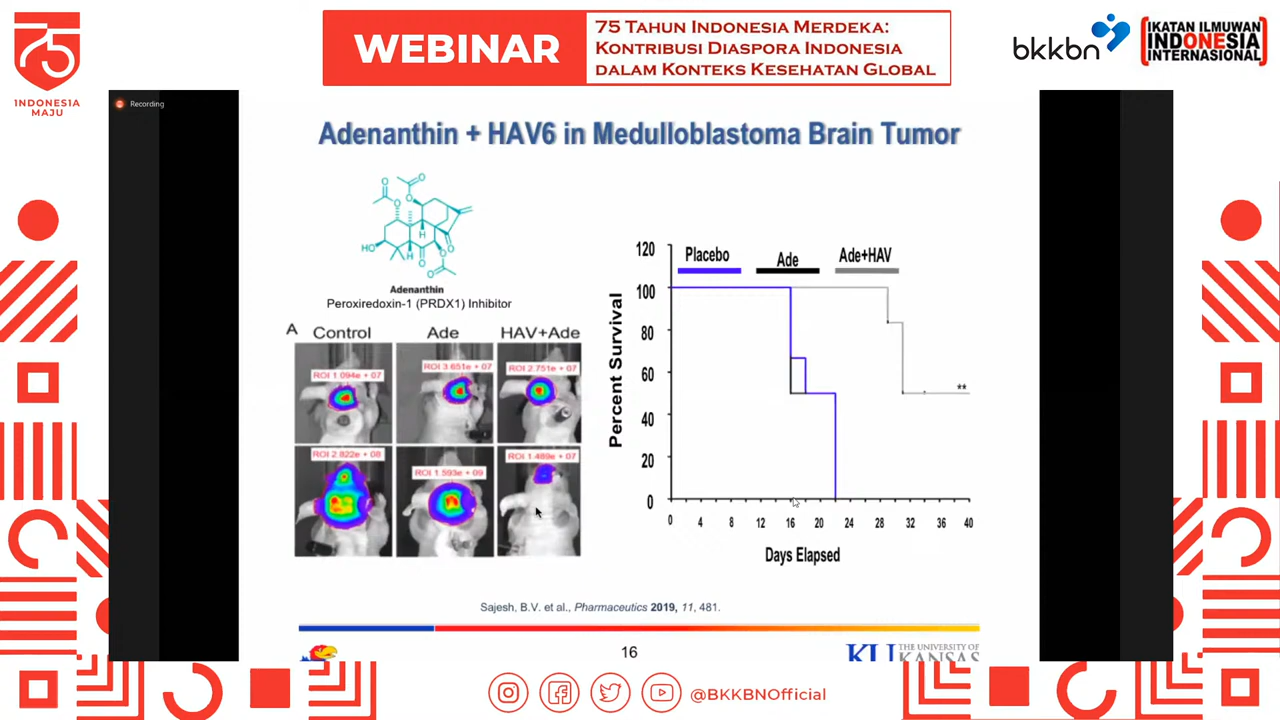 75
INDONESIA
MAJU
WEBINAR
75 TAHUN INDONESIA MERDEKA:
KONTRIBUSI DIASPORA INDONESIA
DALAM KONTEKS KESEHATAN GLOBAL
bkkbn
IKATAN ILMUWAN
INDONESIA
INTERNASIONAL
Recording
Adenanthin + HAV6 in Medulloblastoma Brain Tumor
O
O
O
O
H
HO
H
O
O
O
O
Adenanthin
Peroxiredoxin-1 (PRDX1) Inhibitor
A
Control
Ade
HAV+Ade
ROI 1.094e + 07
ROI 3.651e + 07
ROI 2.751e + 07
ROI 2.822e + 08
ROI 1.593e + 09
ROI 1.489e + 07
Percent Survival
120
100
80
60
40
20
0
Placebo
Ade
Ade+HAV
**
0 4 8 12 16 20 24 28 32 36 40
Days Elapsed
Sajesh, B.V. et al., Pharmaceutics 2019, 11, 481.
16
KU THE UNIVERSITY OF
KANSAS
@BKKBNOfficial